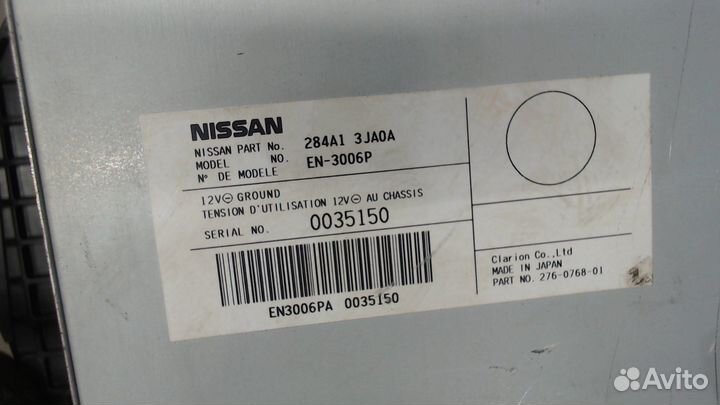 NISSAN
NISSAN PART No. 284A1 3JA0A
MODEL NO. EN-3006P
N° DE MODELE
12V⊖ GROUND
TENSION D'UTILISATION 12V⊖ AU CHASSIS
SERIAL NO. 0035150
EN3006PA 0035150
Clarion Co.,Ltd
MADE IN JAPAN
PART NO. 276-0768-01
Avito